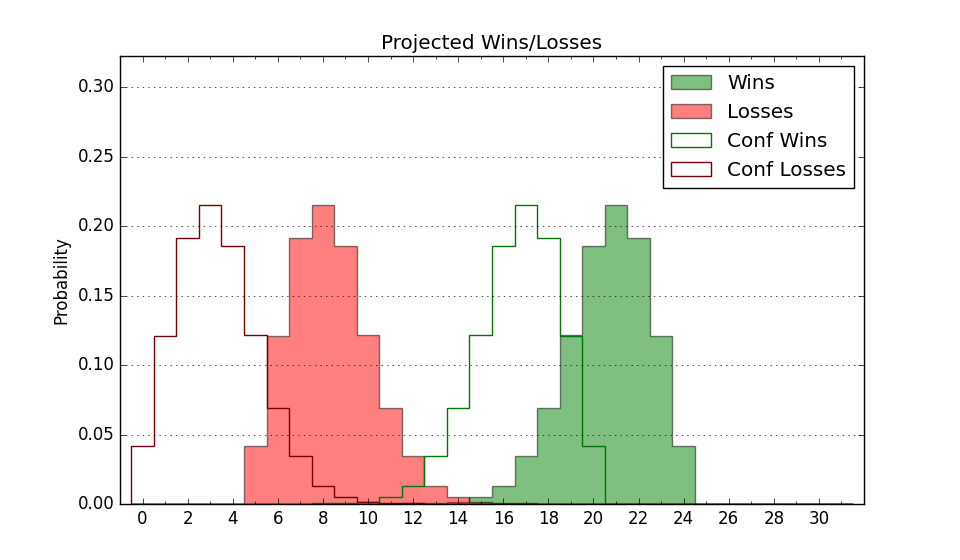 Projected Wins/Losses
Wins
Losses
Conf Wins
Conf Losses
Probability
0.30
0.25
0.20
0.15
0.10
0.05
0.00
0 2 4 6 8 10 12 14 16 18 20 22 24 26 28 30